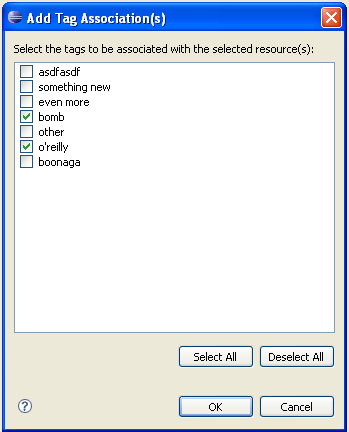 Add Tag Association(s)
Select the tags to be associated with the selected resource(s):
asdfasdf
something new
even more
bomb
other
o'reilly
boonaga
Select All
Deselect All
?
OK
Cancel